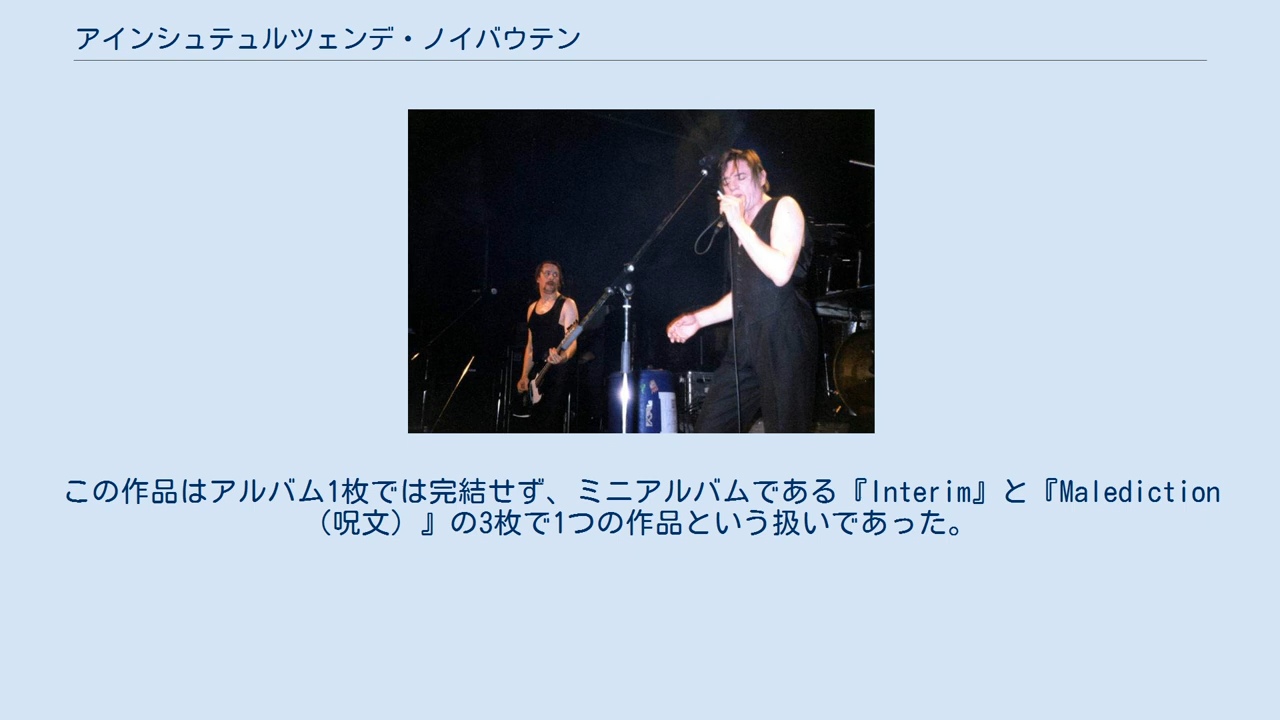 アインシュテュルツェンデ・ノイバウテン
この作品はアルバム1枚では完結せず、ミニアルバムである『Interim』と『Malediction
（呪文）』の3枚で1つの作品という扱いであった。